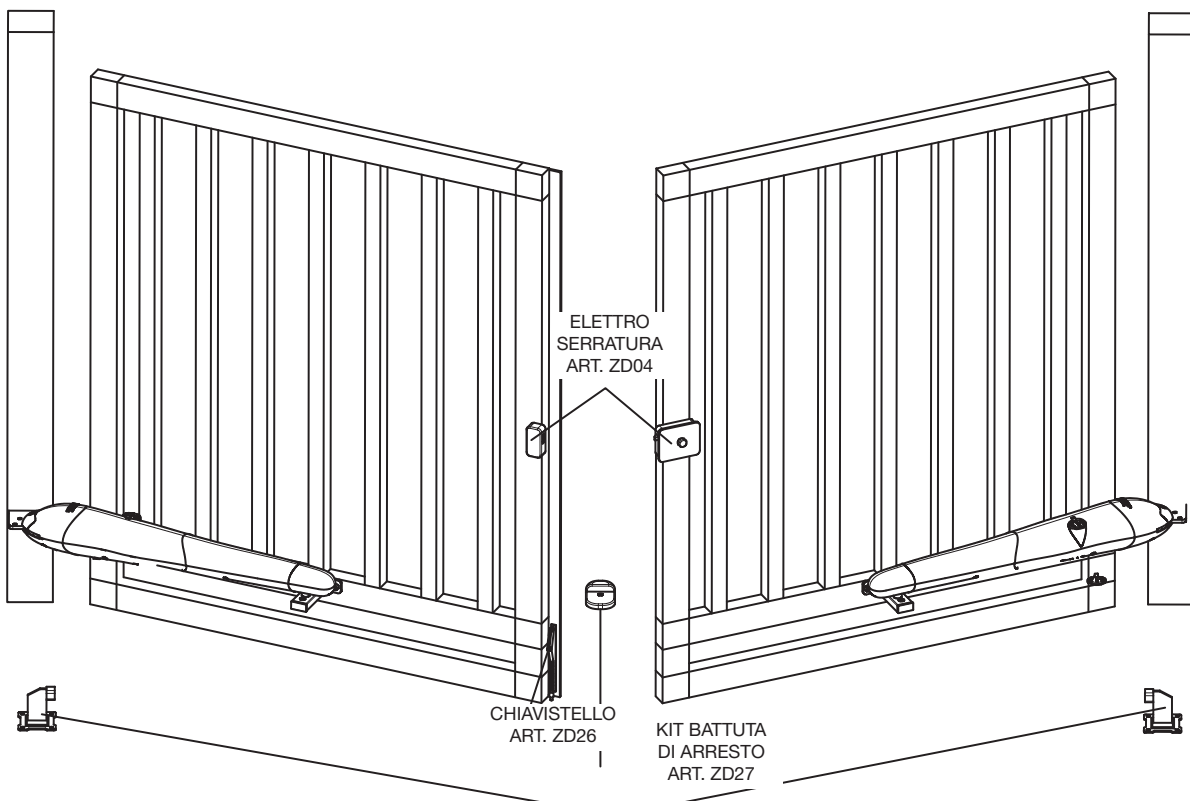 ELETTRO
SERRATURA
ART. ZD04
CHIAVISTELLO
ART. ZD26
KIT BATTUTA
DI ARRESTO
ART. ZD27